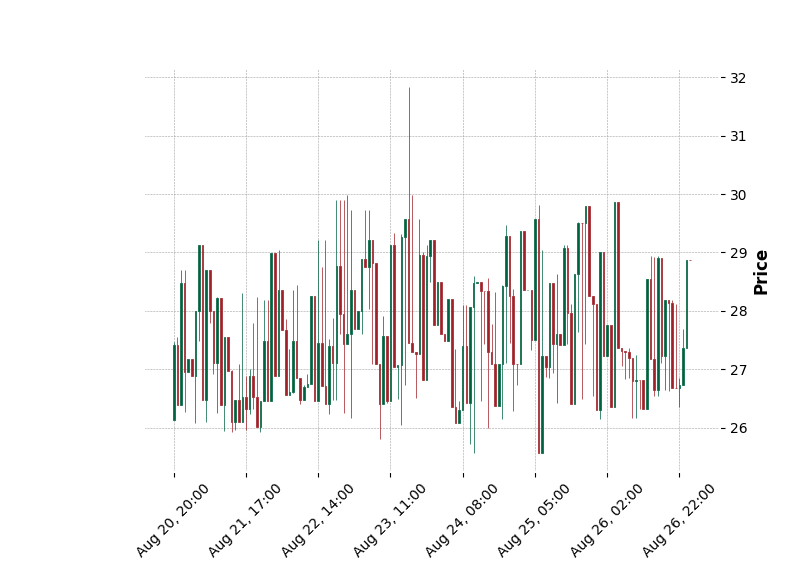 32
31
30
29
28
27
26
Price
Aug 20, 20:00
Aug 21, 17:00
Aug 22, 14:00
Aug 23, 11:00
Aug 24, 08:00
Aug 25, 05:00
Aug 26, 02:00
Aug 26, 22:00